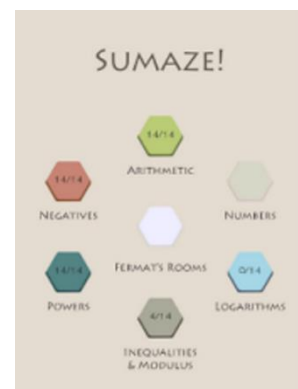 SUMAZE!
14/14
ARITHMETIC
14/14
NEGATIVES
NUMBERS
FERMAT'S ROOMS
14/14
POWERS
0/14
LOGARITHMS
4/14
INEQUALITIES
& MODULUS